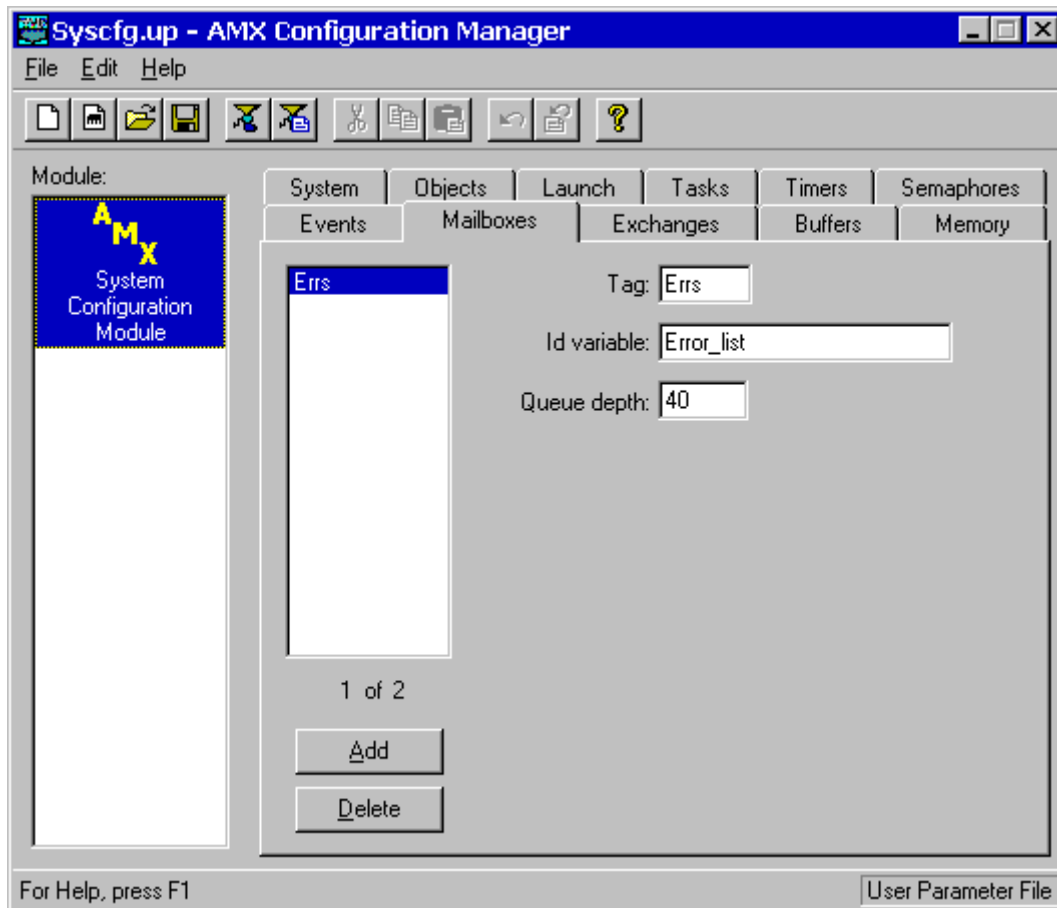 Syscfg.up - AMX Configuration Manager
File Edit Help
Module:
AMX
System
Configuration
Module
System Objects Launch Tasks Timers Semaphores
Events Mailboxes Exchanges Buffers Memory
Errs
Tag: Errs
Id variable: Error_list
Queue depth: 40
1 of 2
Add
Delete
For Help, press F1
User Parameter File